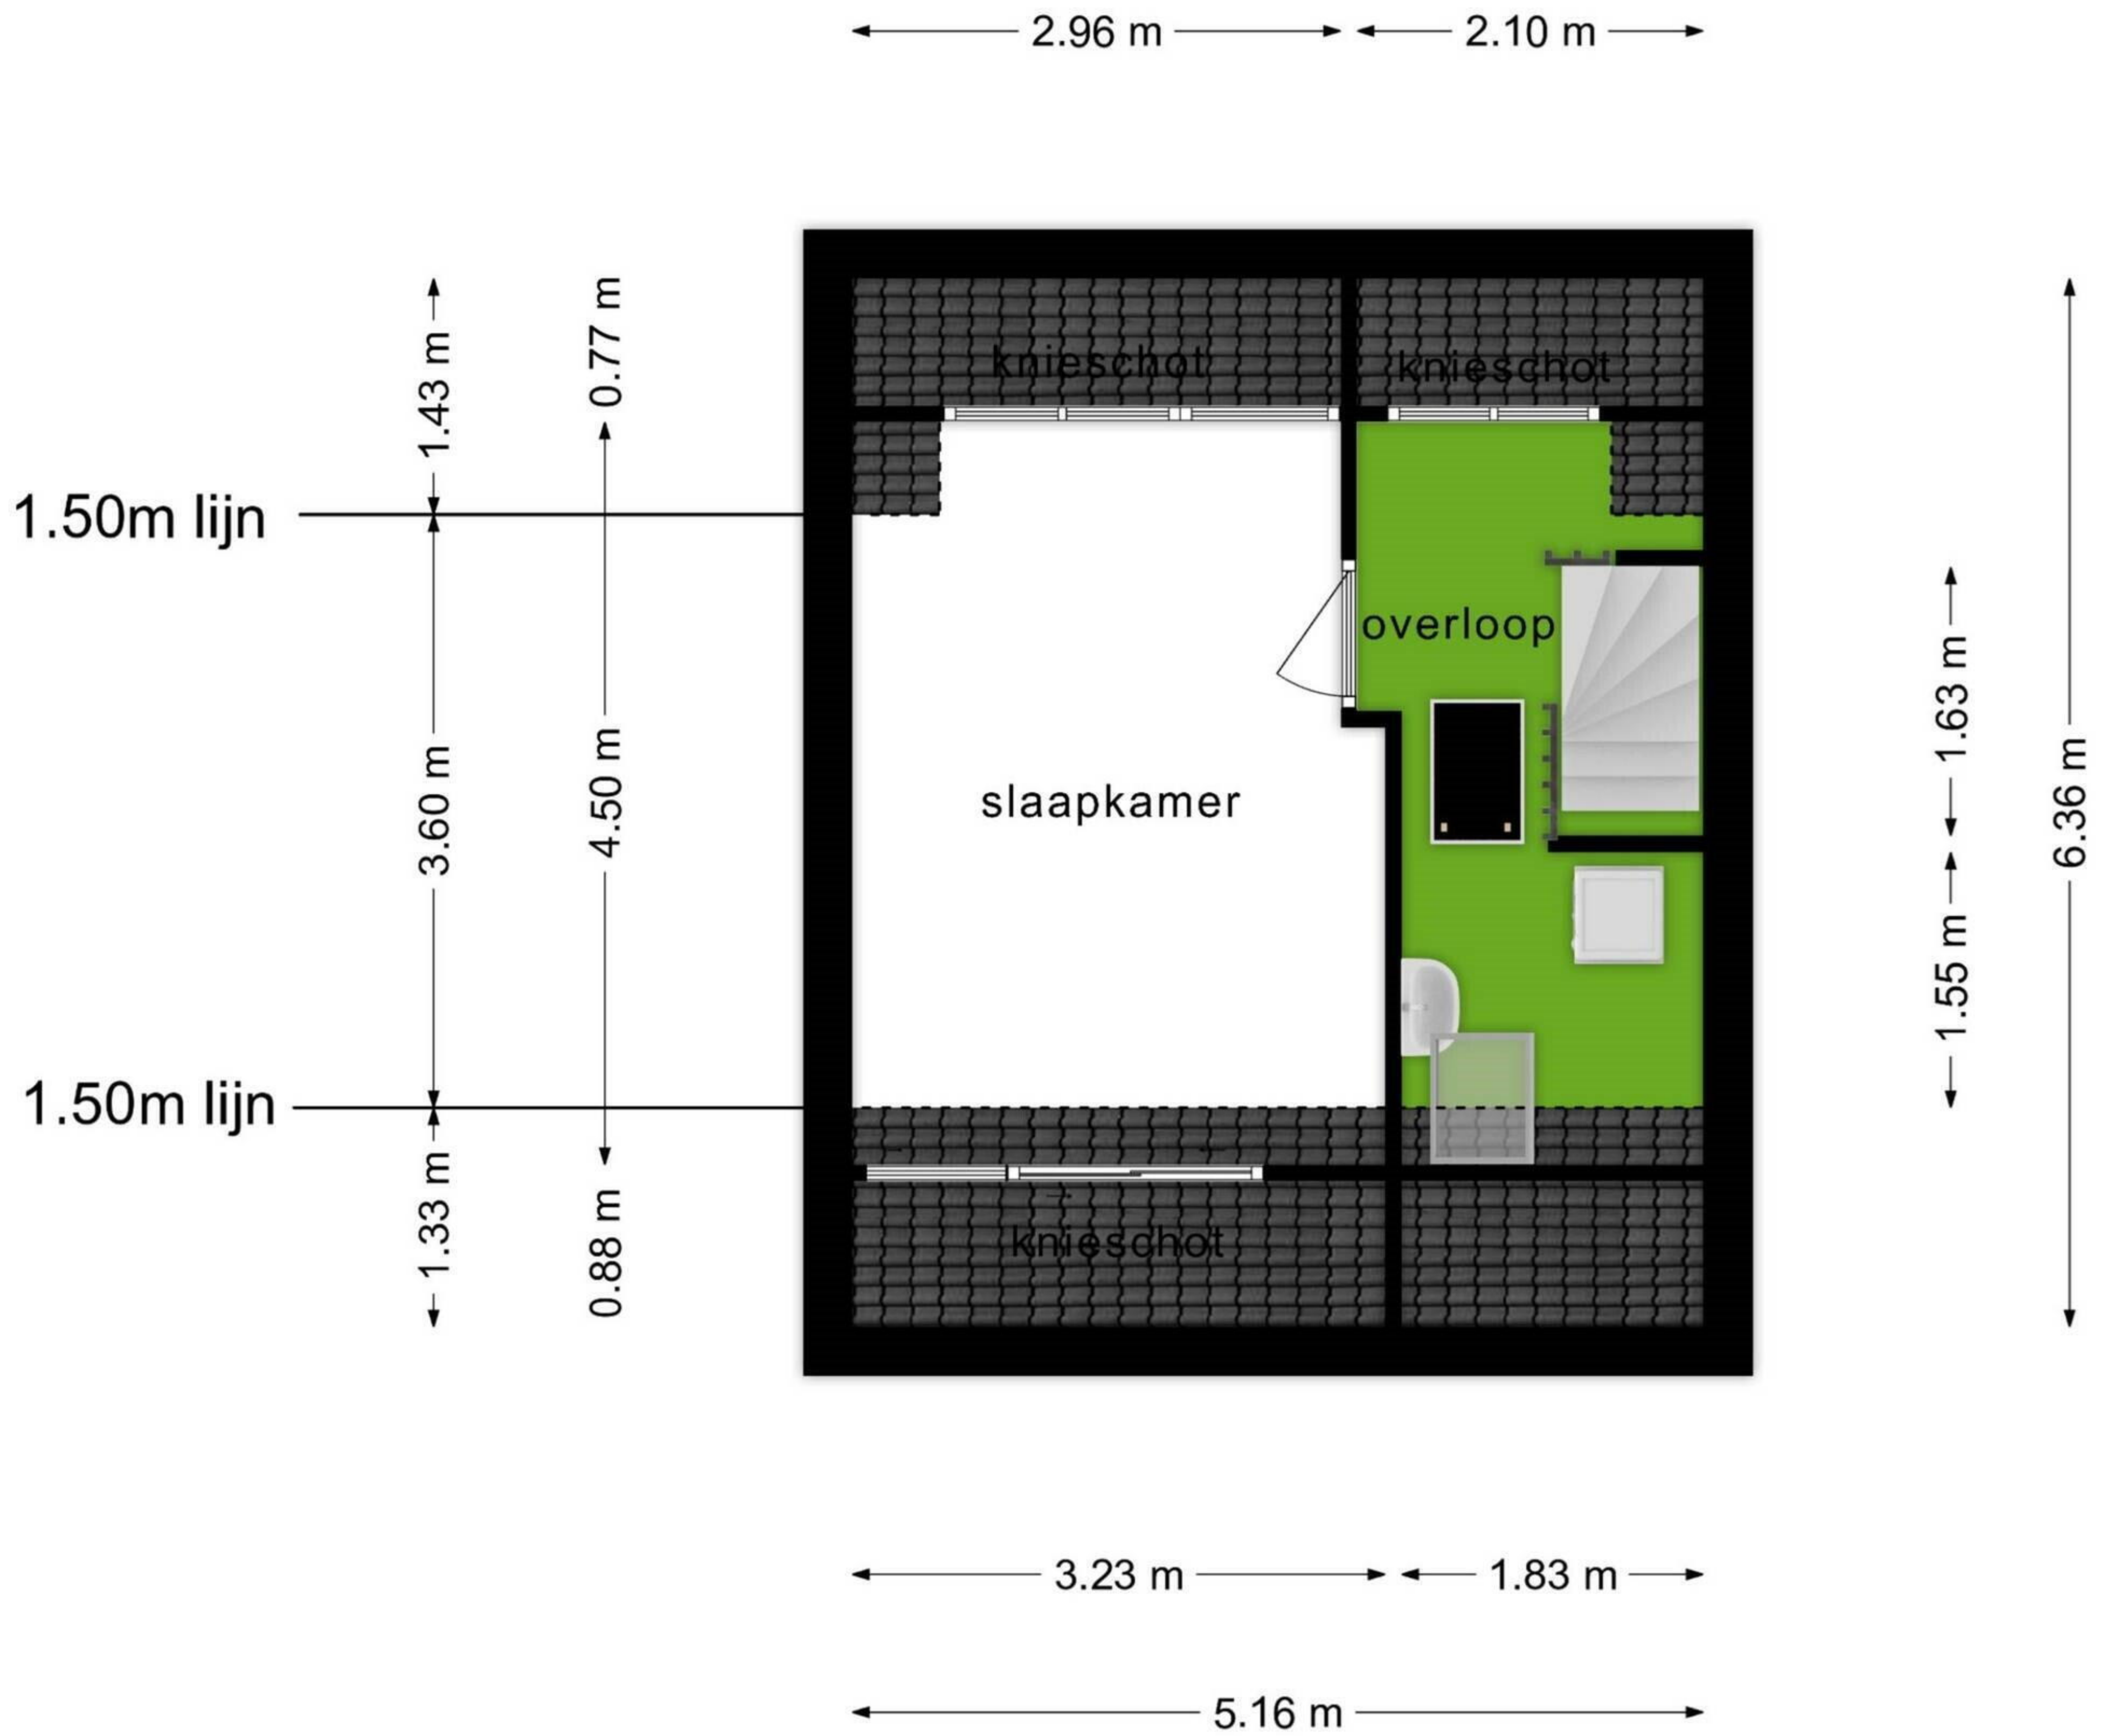 2.96 m
2.10 m
1.43 m
0.77 m
knieschot
knieschot
1.50m lijn
overloop
slaapkamer
3.60 m
4.50 m
1.63 m
6.36 m
1.55 m
1.50m lijn
1.33 m
0.88 m
knieschot
3.23 m
1.83 m
5.16 m